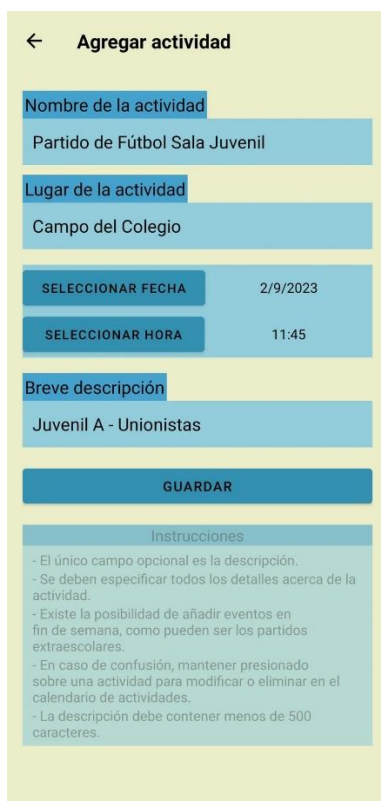 Agregar actividad
Nombre de la actividad
Partido de Fútbol Sala Juvenil
Lugar de la actividad
Campo del Colegio
SELECCIONAR FECHA 2/9/2023
SELECCIONAR HORA 11:45
Breve descripción
Juvenil A - Unionistas
GUARDAR
Instrucciones
- El único campo opcional es la descripción.
- Se deben especificar todos los detalles acerca de la
actividad.
- Existe la posibilidad de añadir eventos en
fin de semana, como pueden ser los partidos
extraescolares.
- En caso de confusión, mantener presionado
sobre una actividad para modificar o eliminar en el
calendario de actividades.
- La descripción debe contener menos de 500
caracteres.